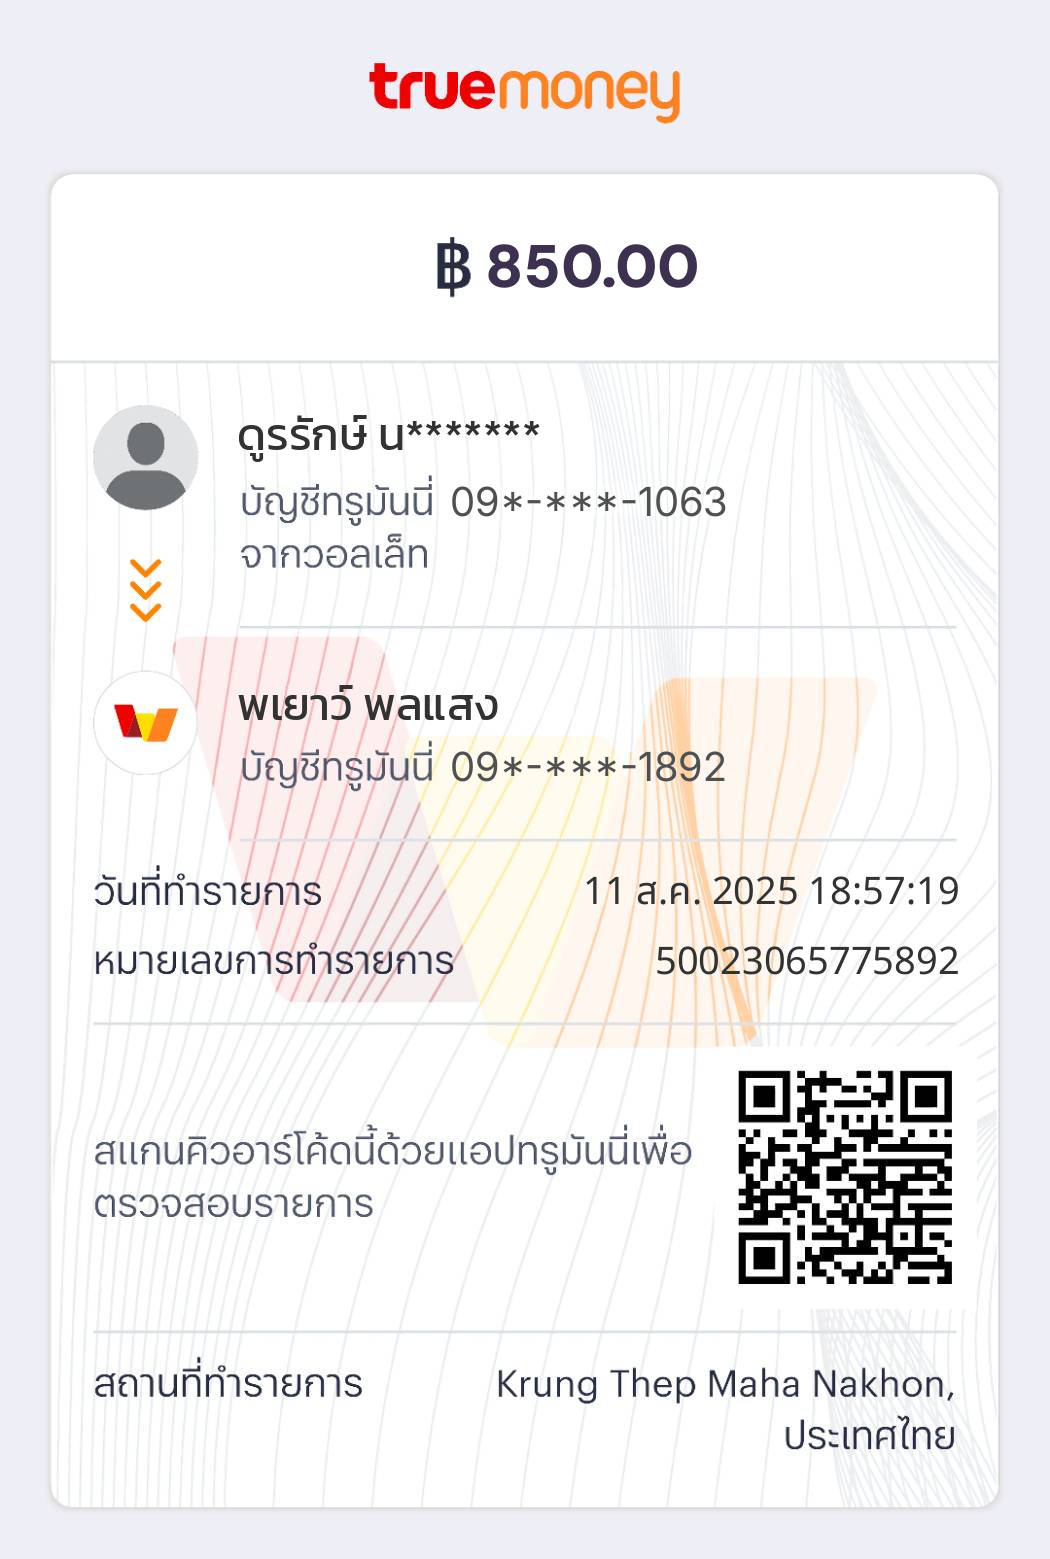 truemoney
฿ 850.00
ดูรรักษ์ น*******
บัญชีทรูมันนี่ 09*-***-1063
จากวอลเล็ท
พเยาว์ พลแสง
บัญชีทรูมันนี่ 09*-***-1892
วันที่ทำรายการ 11 ส.ค. 2025 18:57:19
หมายเลขการทำรายการ 50023065775892
สแกนคิวอาร์โค้ดนี้ด้วยแอปทรูมันนี่เพื่อ
ตรวจสอบรายการ
สถานที่ทำรายการ Krung Thep Maha Nakhon,
ประเทศไทย